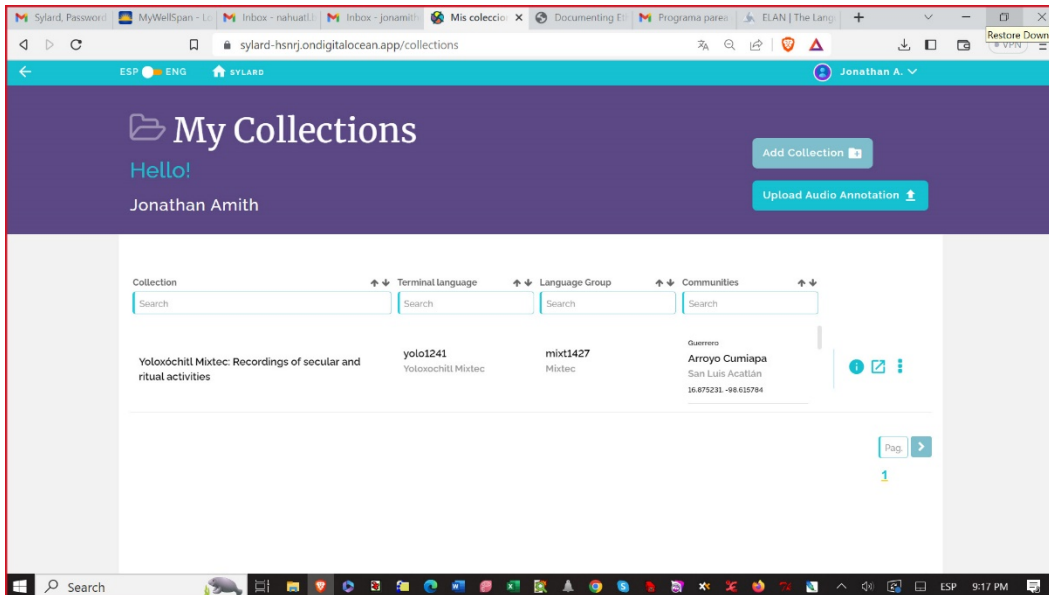 Sylard, Password
MyWellSpan - Lo
Inbox - nahuatl.b
Inbox - jonamith
Mis coleccion
Documenting Et
Programa parea
ELAN | The Lang
Restore Down
sylard-hsnrj.ondigitalocean.app/collections
VPN
ESP ENG SYLARD
Jonathan A.
My Collections
Hello!
Jonathan Amith
Add Collection
Upload Audio Annotation
Collection Terminal language Language Group Communities
Search Search Search Search
Yoloxóchitl Mixtec: Recordings of secular and
ritual activities
yolo1241
Yoloxochitl Mixtec
mixt1427
Mixtec
Guerrero
Arroyo Cumiapa
San Luis Acatlán
16.875231, -98.615784
Pag.
1
Search
ESP 9:17 PM